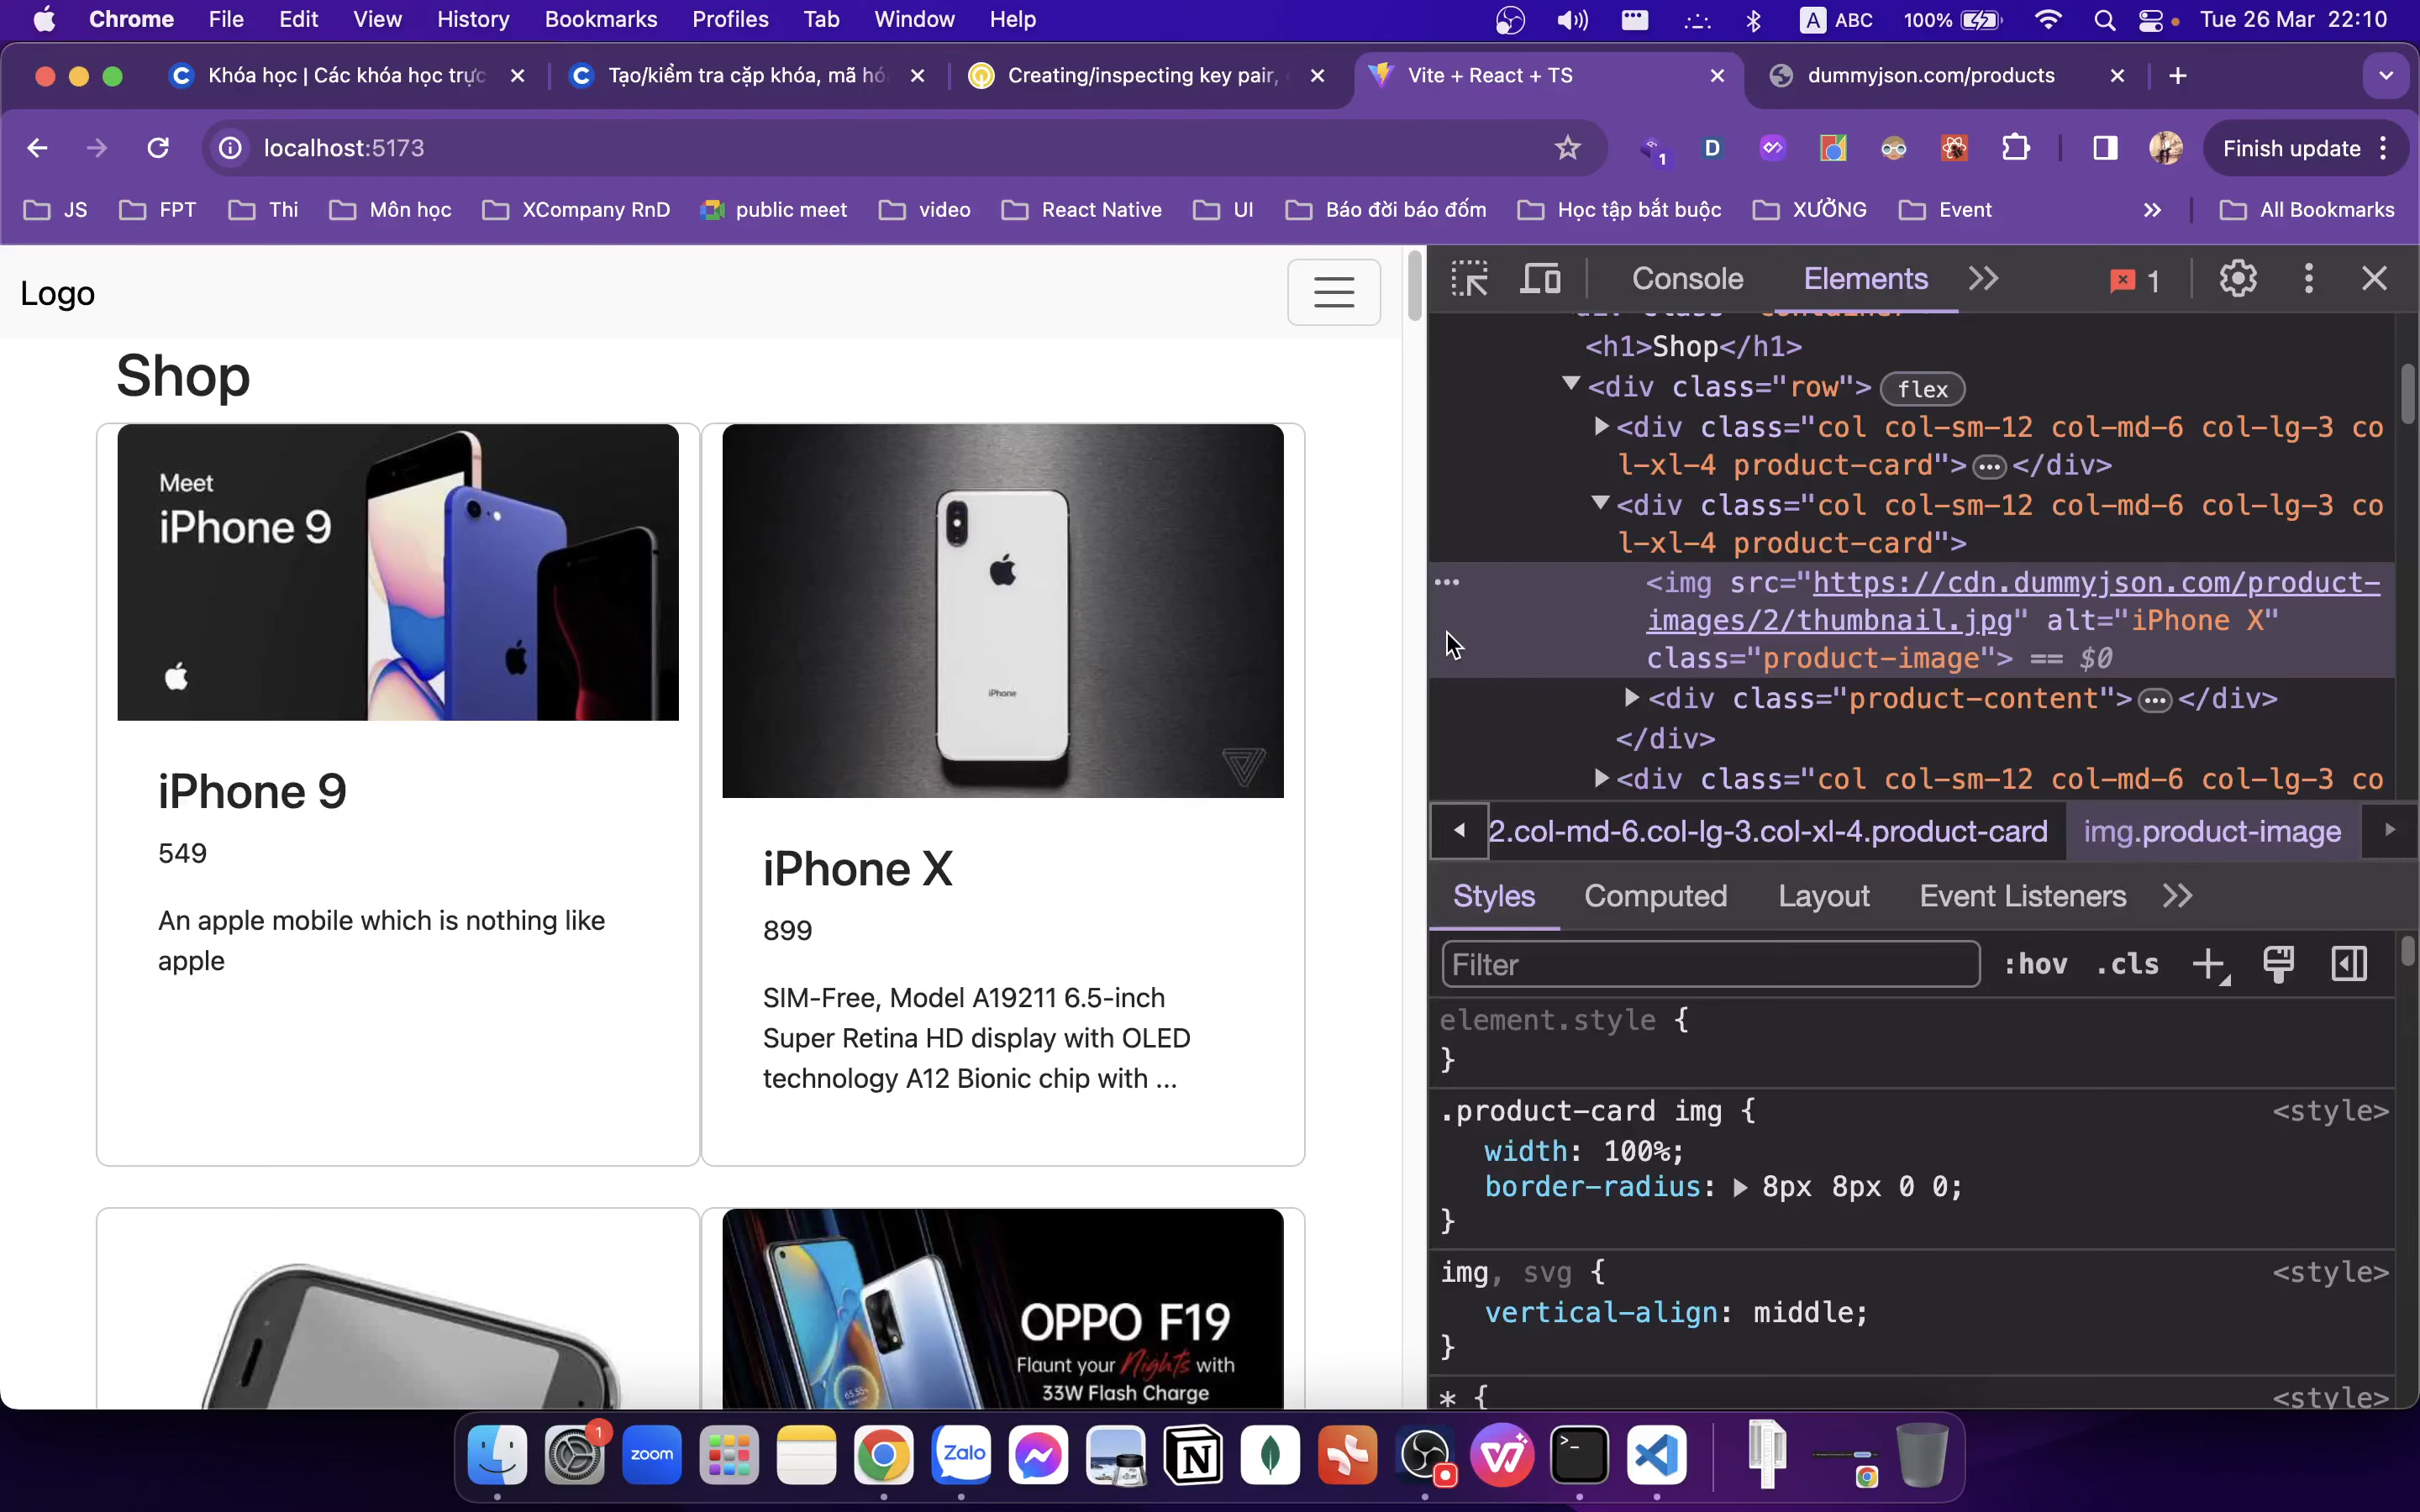 Chrome File Edit View History Bookmarks Profiles Tab Window Help A ABC 100% Tue 26 Mar 22:10
Khóa học | Các khóa học trực
Tạo/kiểm tra cặp khóa, mã hó
Creating/inspecting key pair,
Vite + React + TS
dummyjson.com/products
localhost:5173
1
D
Finish update
JS FPT Thi Môn học XCompany RnD public meet video React Native UI Báo đời báo đốm Học tập bắt buộc XƯỞNG Event » All Bookmarks
Logo
Shop
Meet
iPhone 9
iPhone 9
549
An apple mobile which is nothing like
apple
iPhone
iPhone X
899
SIM-Free, Model A19211 6.5-inch
Super Retina HD display with OLED
technology A12 Bionic chip with ...
OPPO F19
Flaunt your Nights with
33W Flash Charge
Console Elements 1
<h1>Shop</h1>
<div class="row"> flex
<div class="col col-sm-12 col-md-6 col-lg-3 co
l-xl-4 product-card">…</div>
<div class="col col-sm-12 col-md-6 col-lg-3 co
l-xl-4 product-card">
<img src="https://cdn.dummyjson.com/product-
images/2/thumbnail.jpg" alt="iPhone X"
class="product-image"> == $0
<div class="product-content">…</div>
</div>
<div class="col col-sm-12 col-md-6 col-lg-3 co
2.col-md-6.col-lg-3.col-xl-4.product-card img.product-image
Styles Computed Layout Event Listeners
Filter :hov .cls
element.style {
}
.product-card img { <style>
width: 100%;
border-radius: 8px 8px 0 0;
}
img, svg { <style>
vertical-align: middle;
}
* { <style>
1
zoom
Zalo